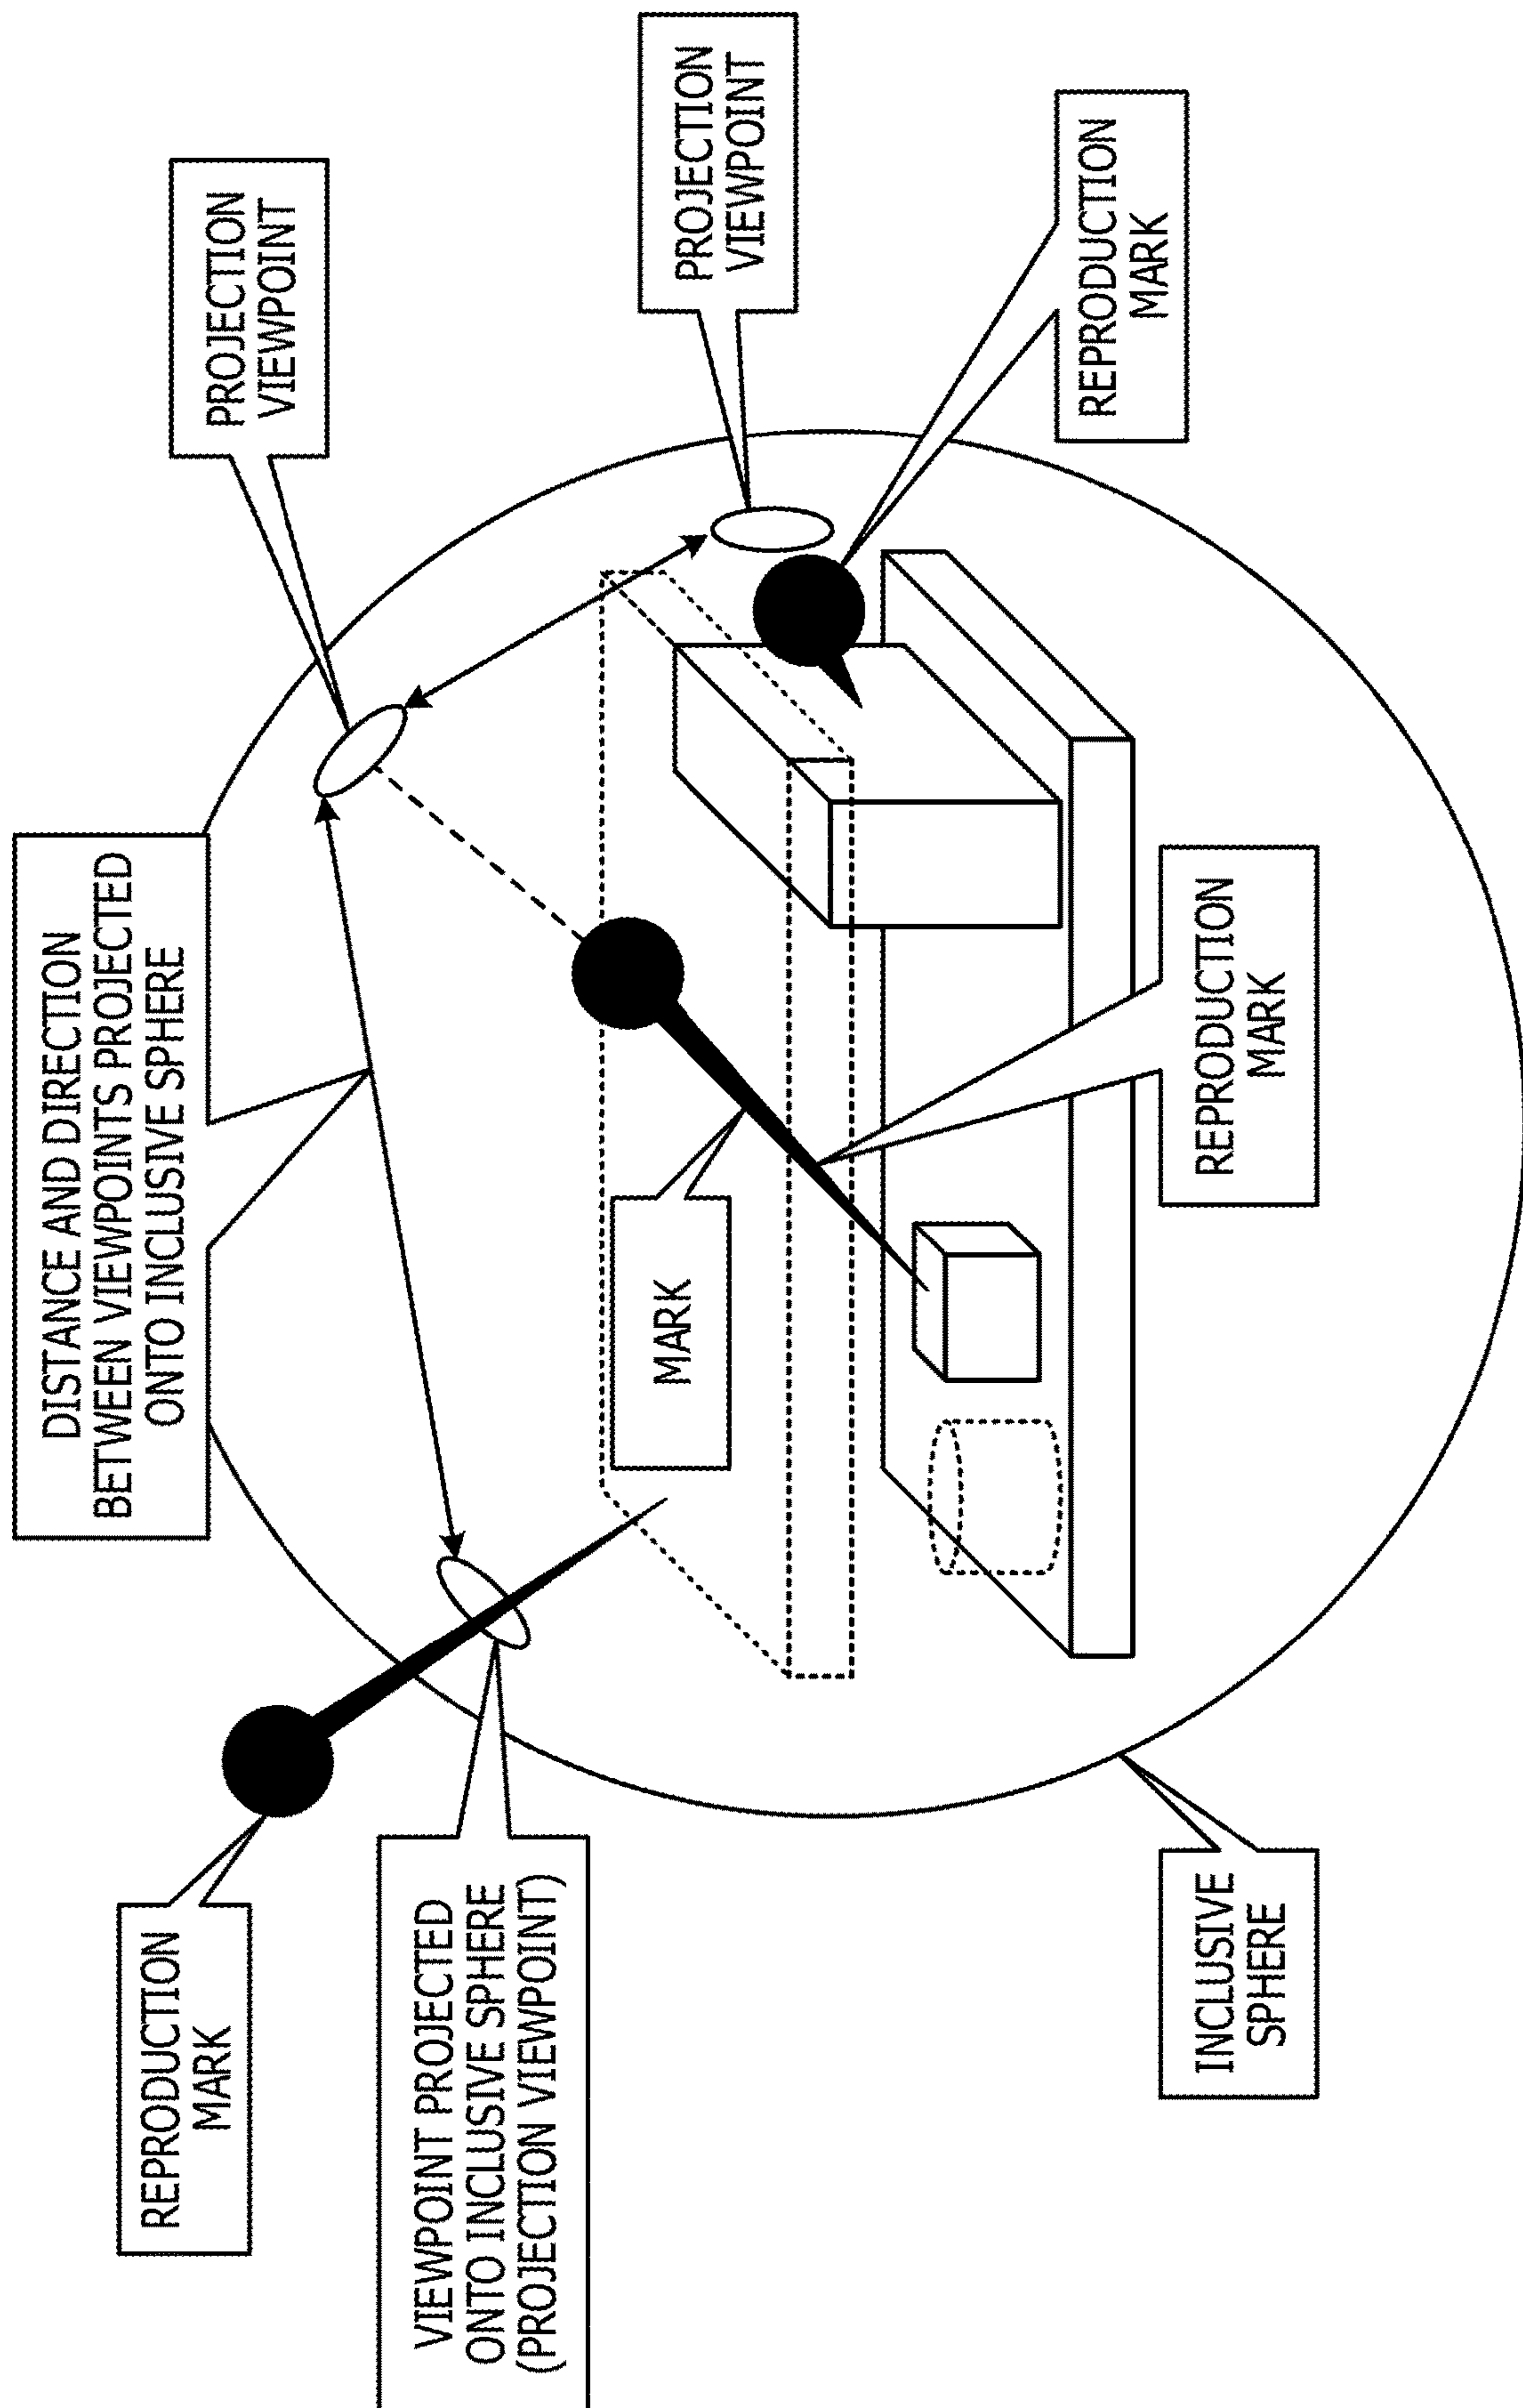 REPRODUCTION
MARK
VIEWPOINT PROJECTED
ONTO INCLUSIVE SPHERE
(PROJECTION VIEWPOINT)
DISTANCE AND DIRECTION
BETWEEN VIEWPOINTS PROJECTED
ONTO INCLUSIVE SPHERE
PROJECTION
VIEWPOINT
PROJECTION
VIEWPOINT
MARK
REPRODUCTION
MARK
REPRODUCTION
MARK
INCLUSIVE
SPHERE